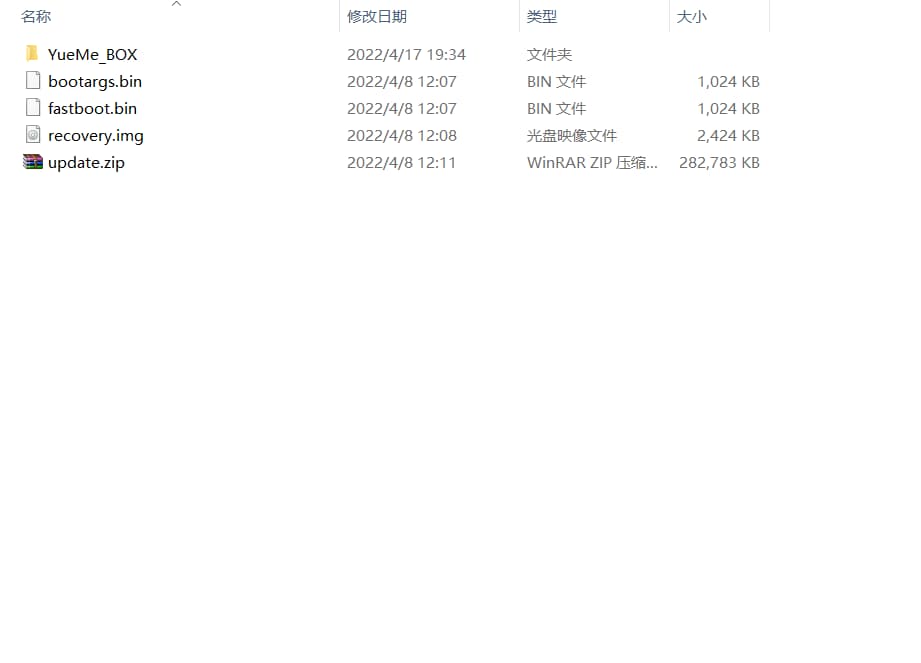 名称 修改日期 类型 大小
YueMe_BOX 2022/4/17 19:34 文件夹
bootargs.bin 2022/4/8 12:07 BIN 文件 1,024 KB
fastboot.bin 2022/4/8 12:07 BIN 文件 1,024 KB
recovery.img 2022/4/8 12:08 光盘映像文件 2,424 KB
update.zip 2022/4/8 12:11 WinRAR ZIP 压缩... 282,783 KB